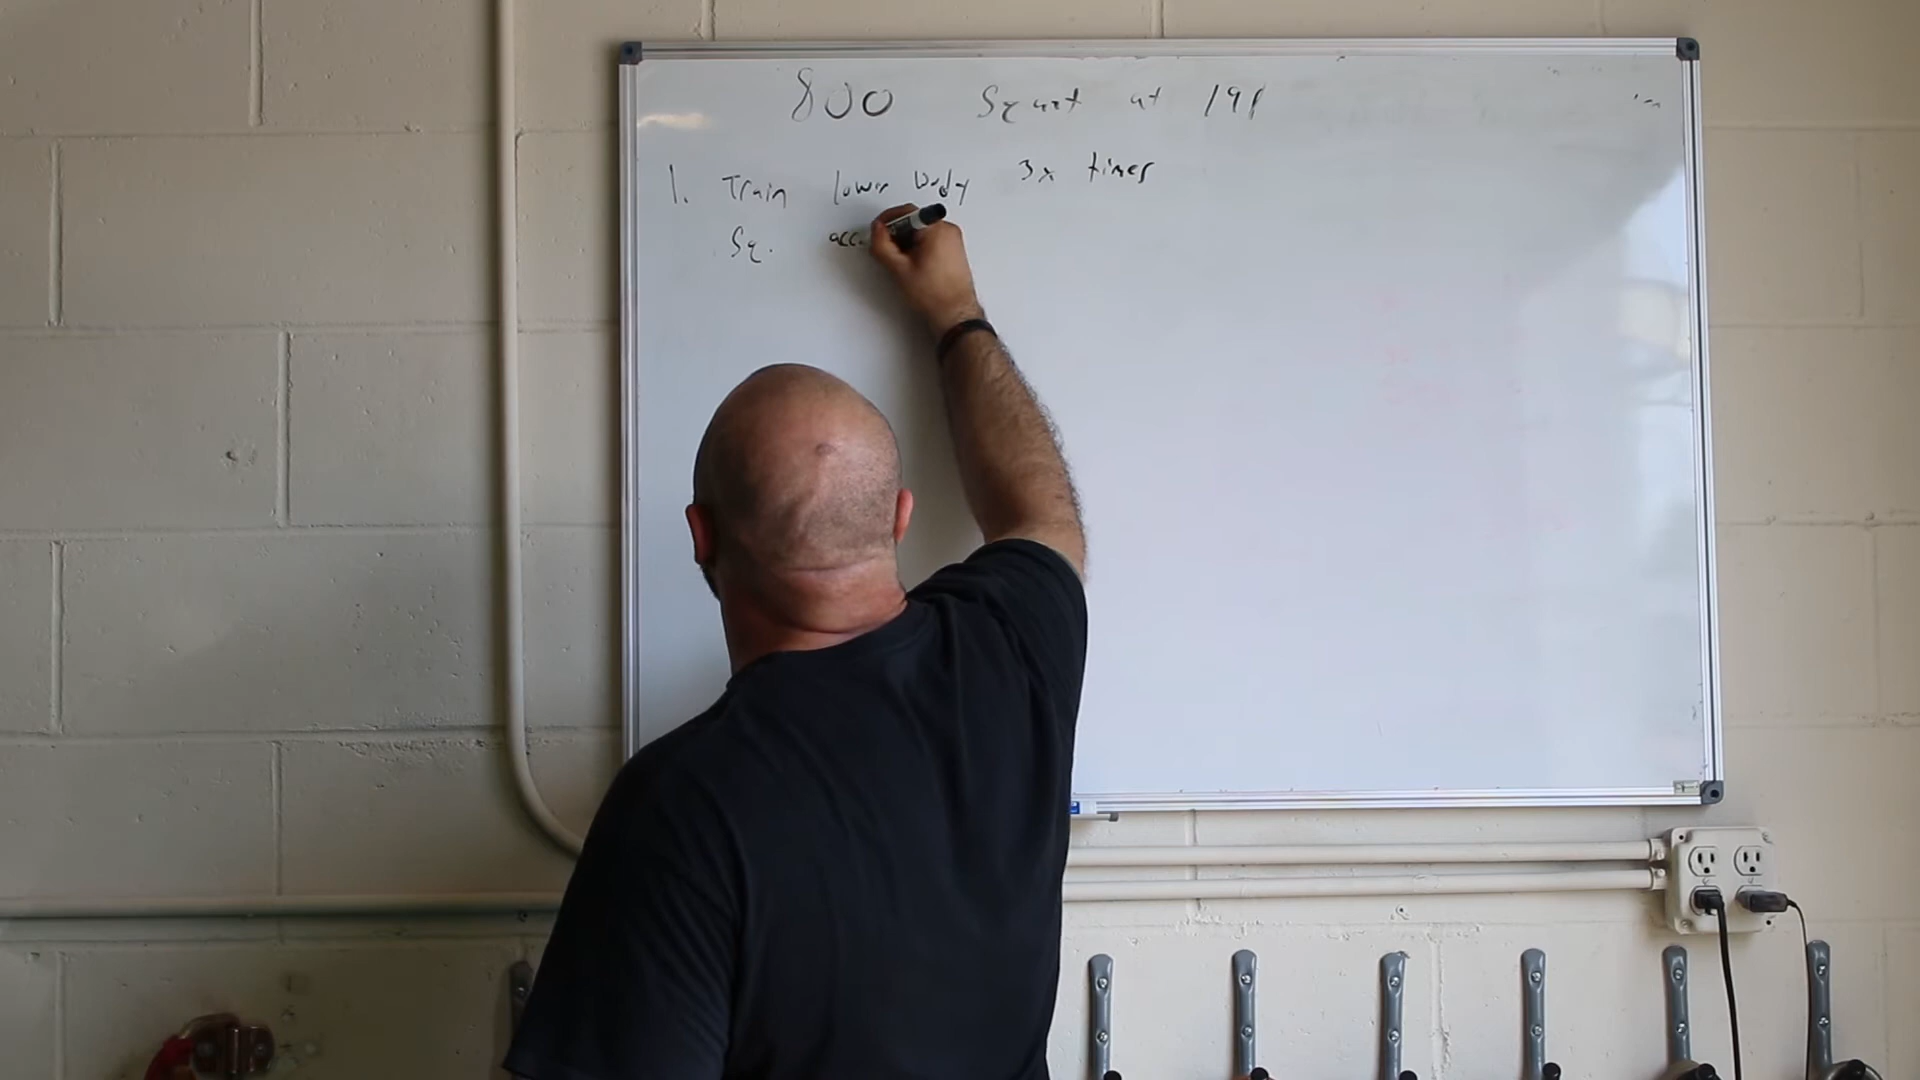 800 Squat at 198
1. Train lower body 3x times
Sq. acc.